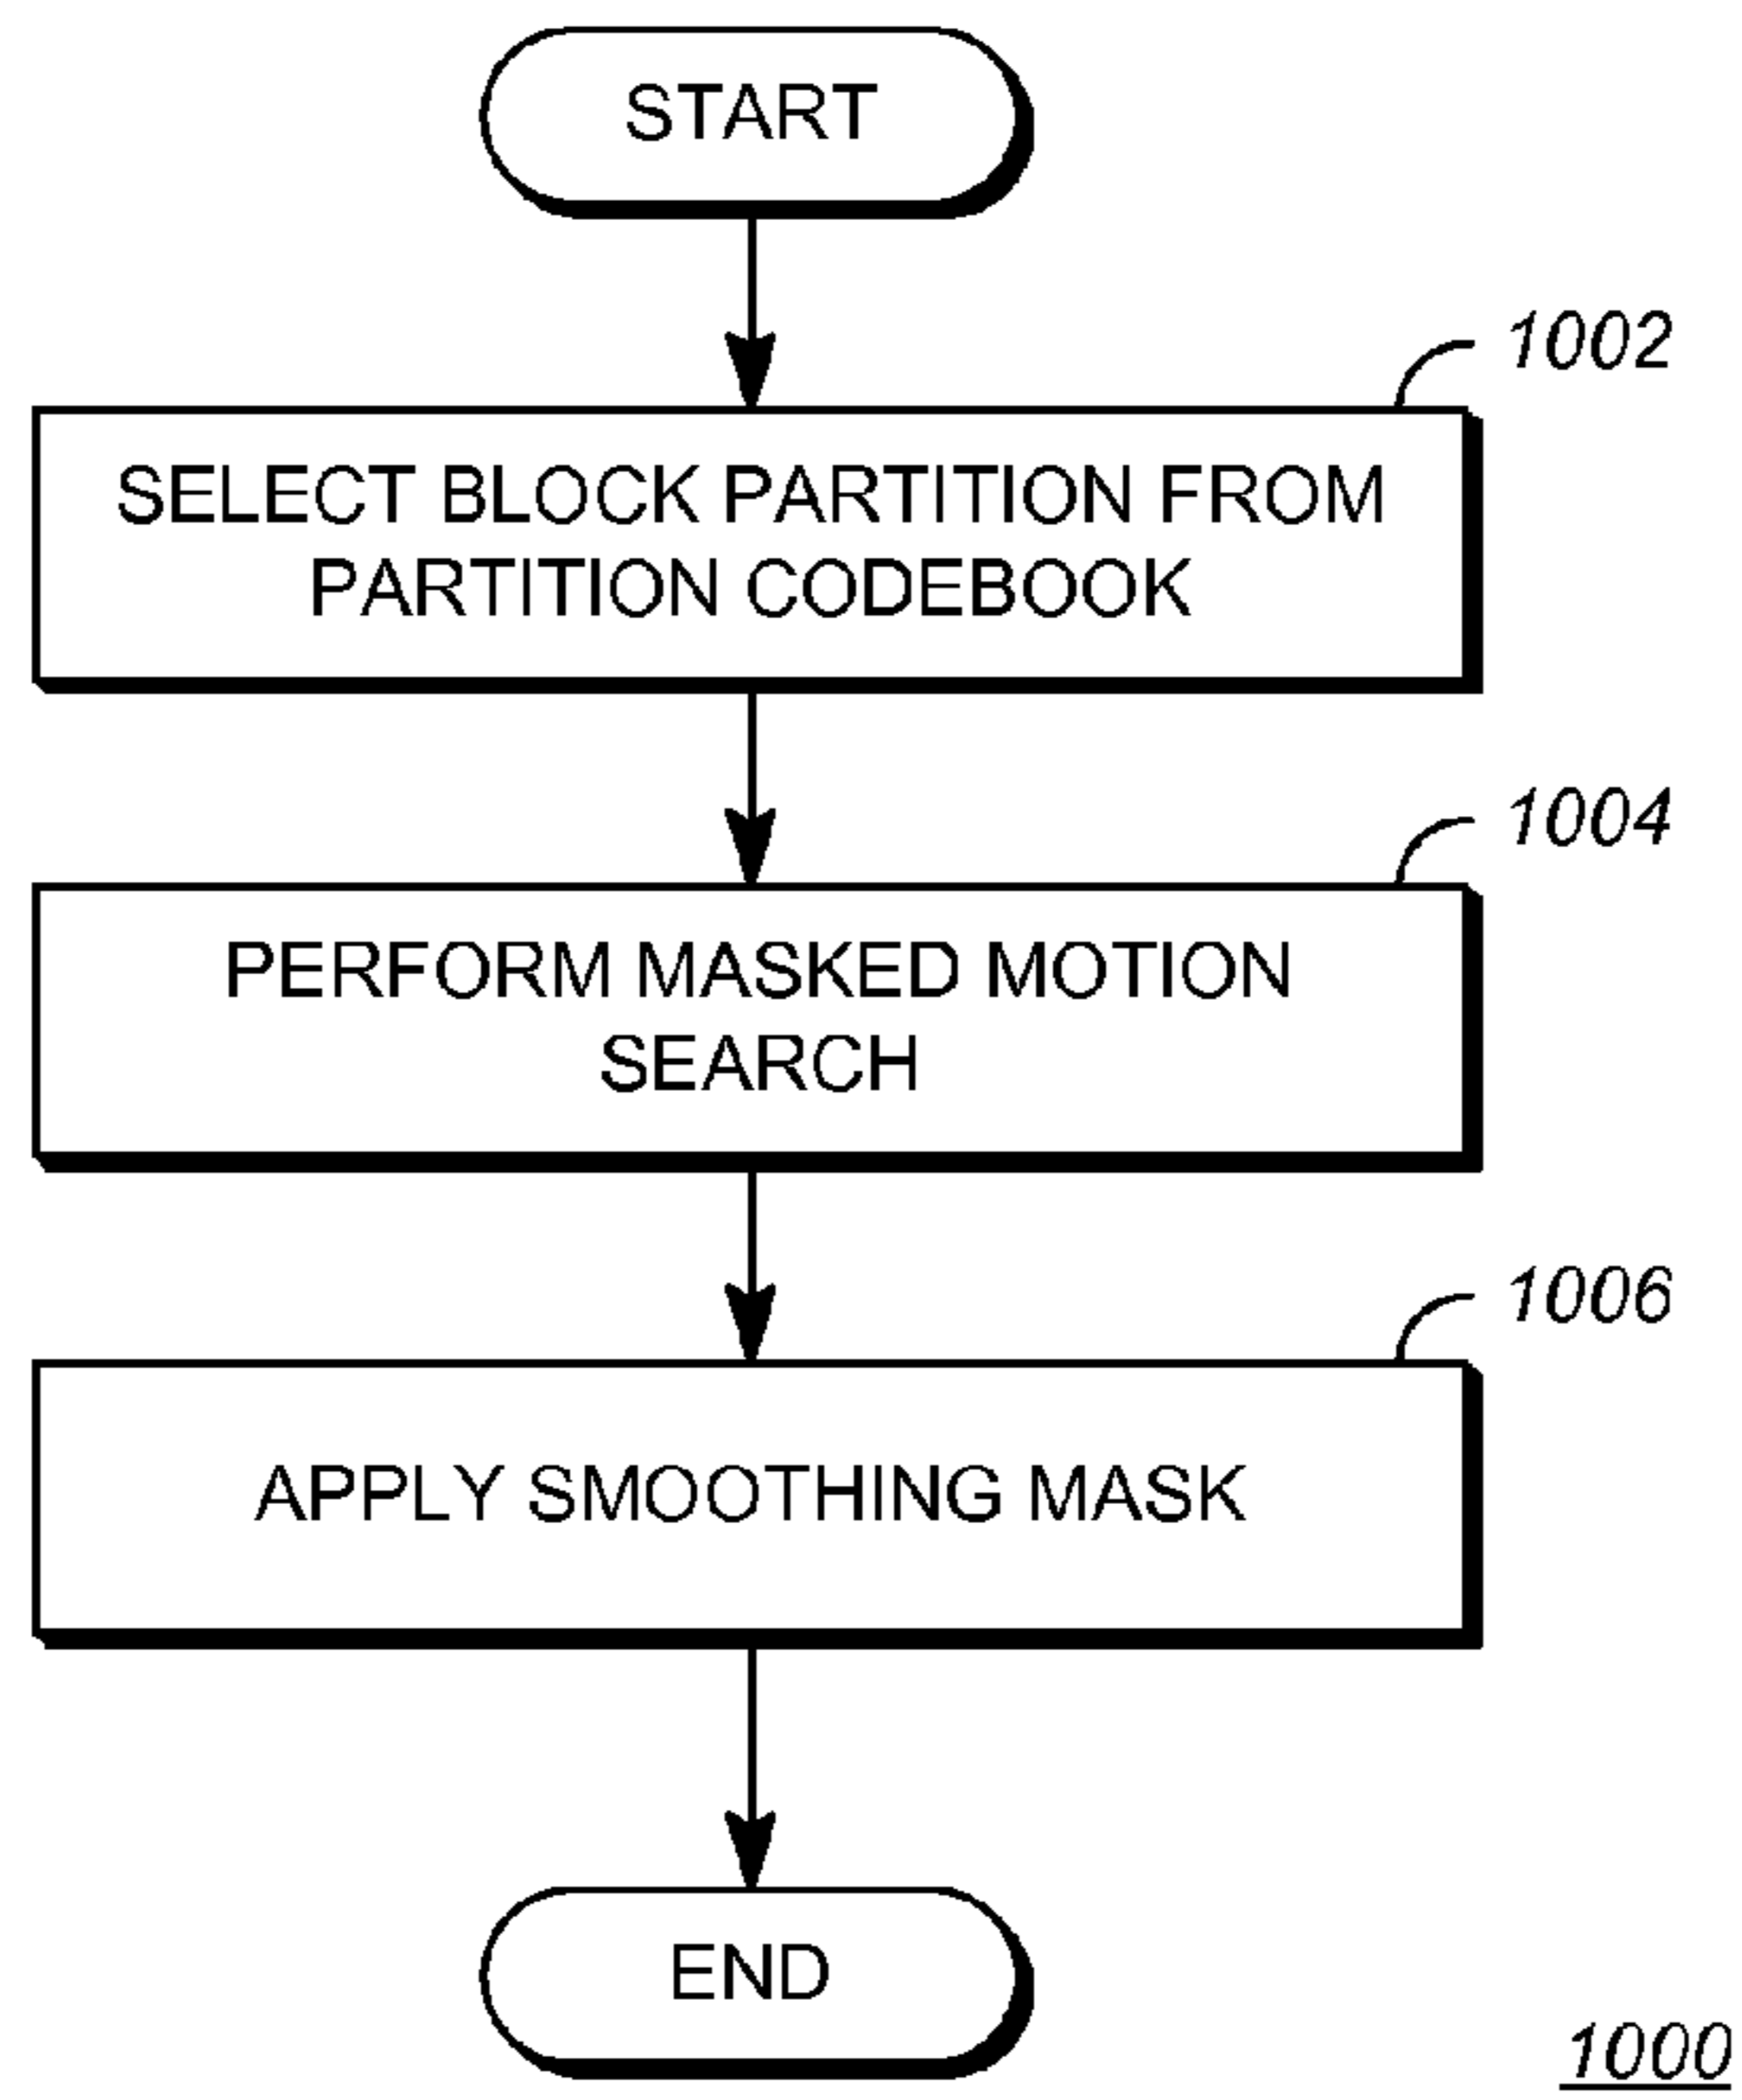 START
1002
SELECT BLOCK PARTITION FROM
PARTITION CODEBOOK
1004
PERFORM MASKED MOTION
SEARCH
1006
APPLY SMOOTHING MASK
END
1000